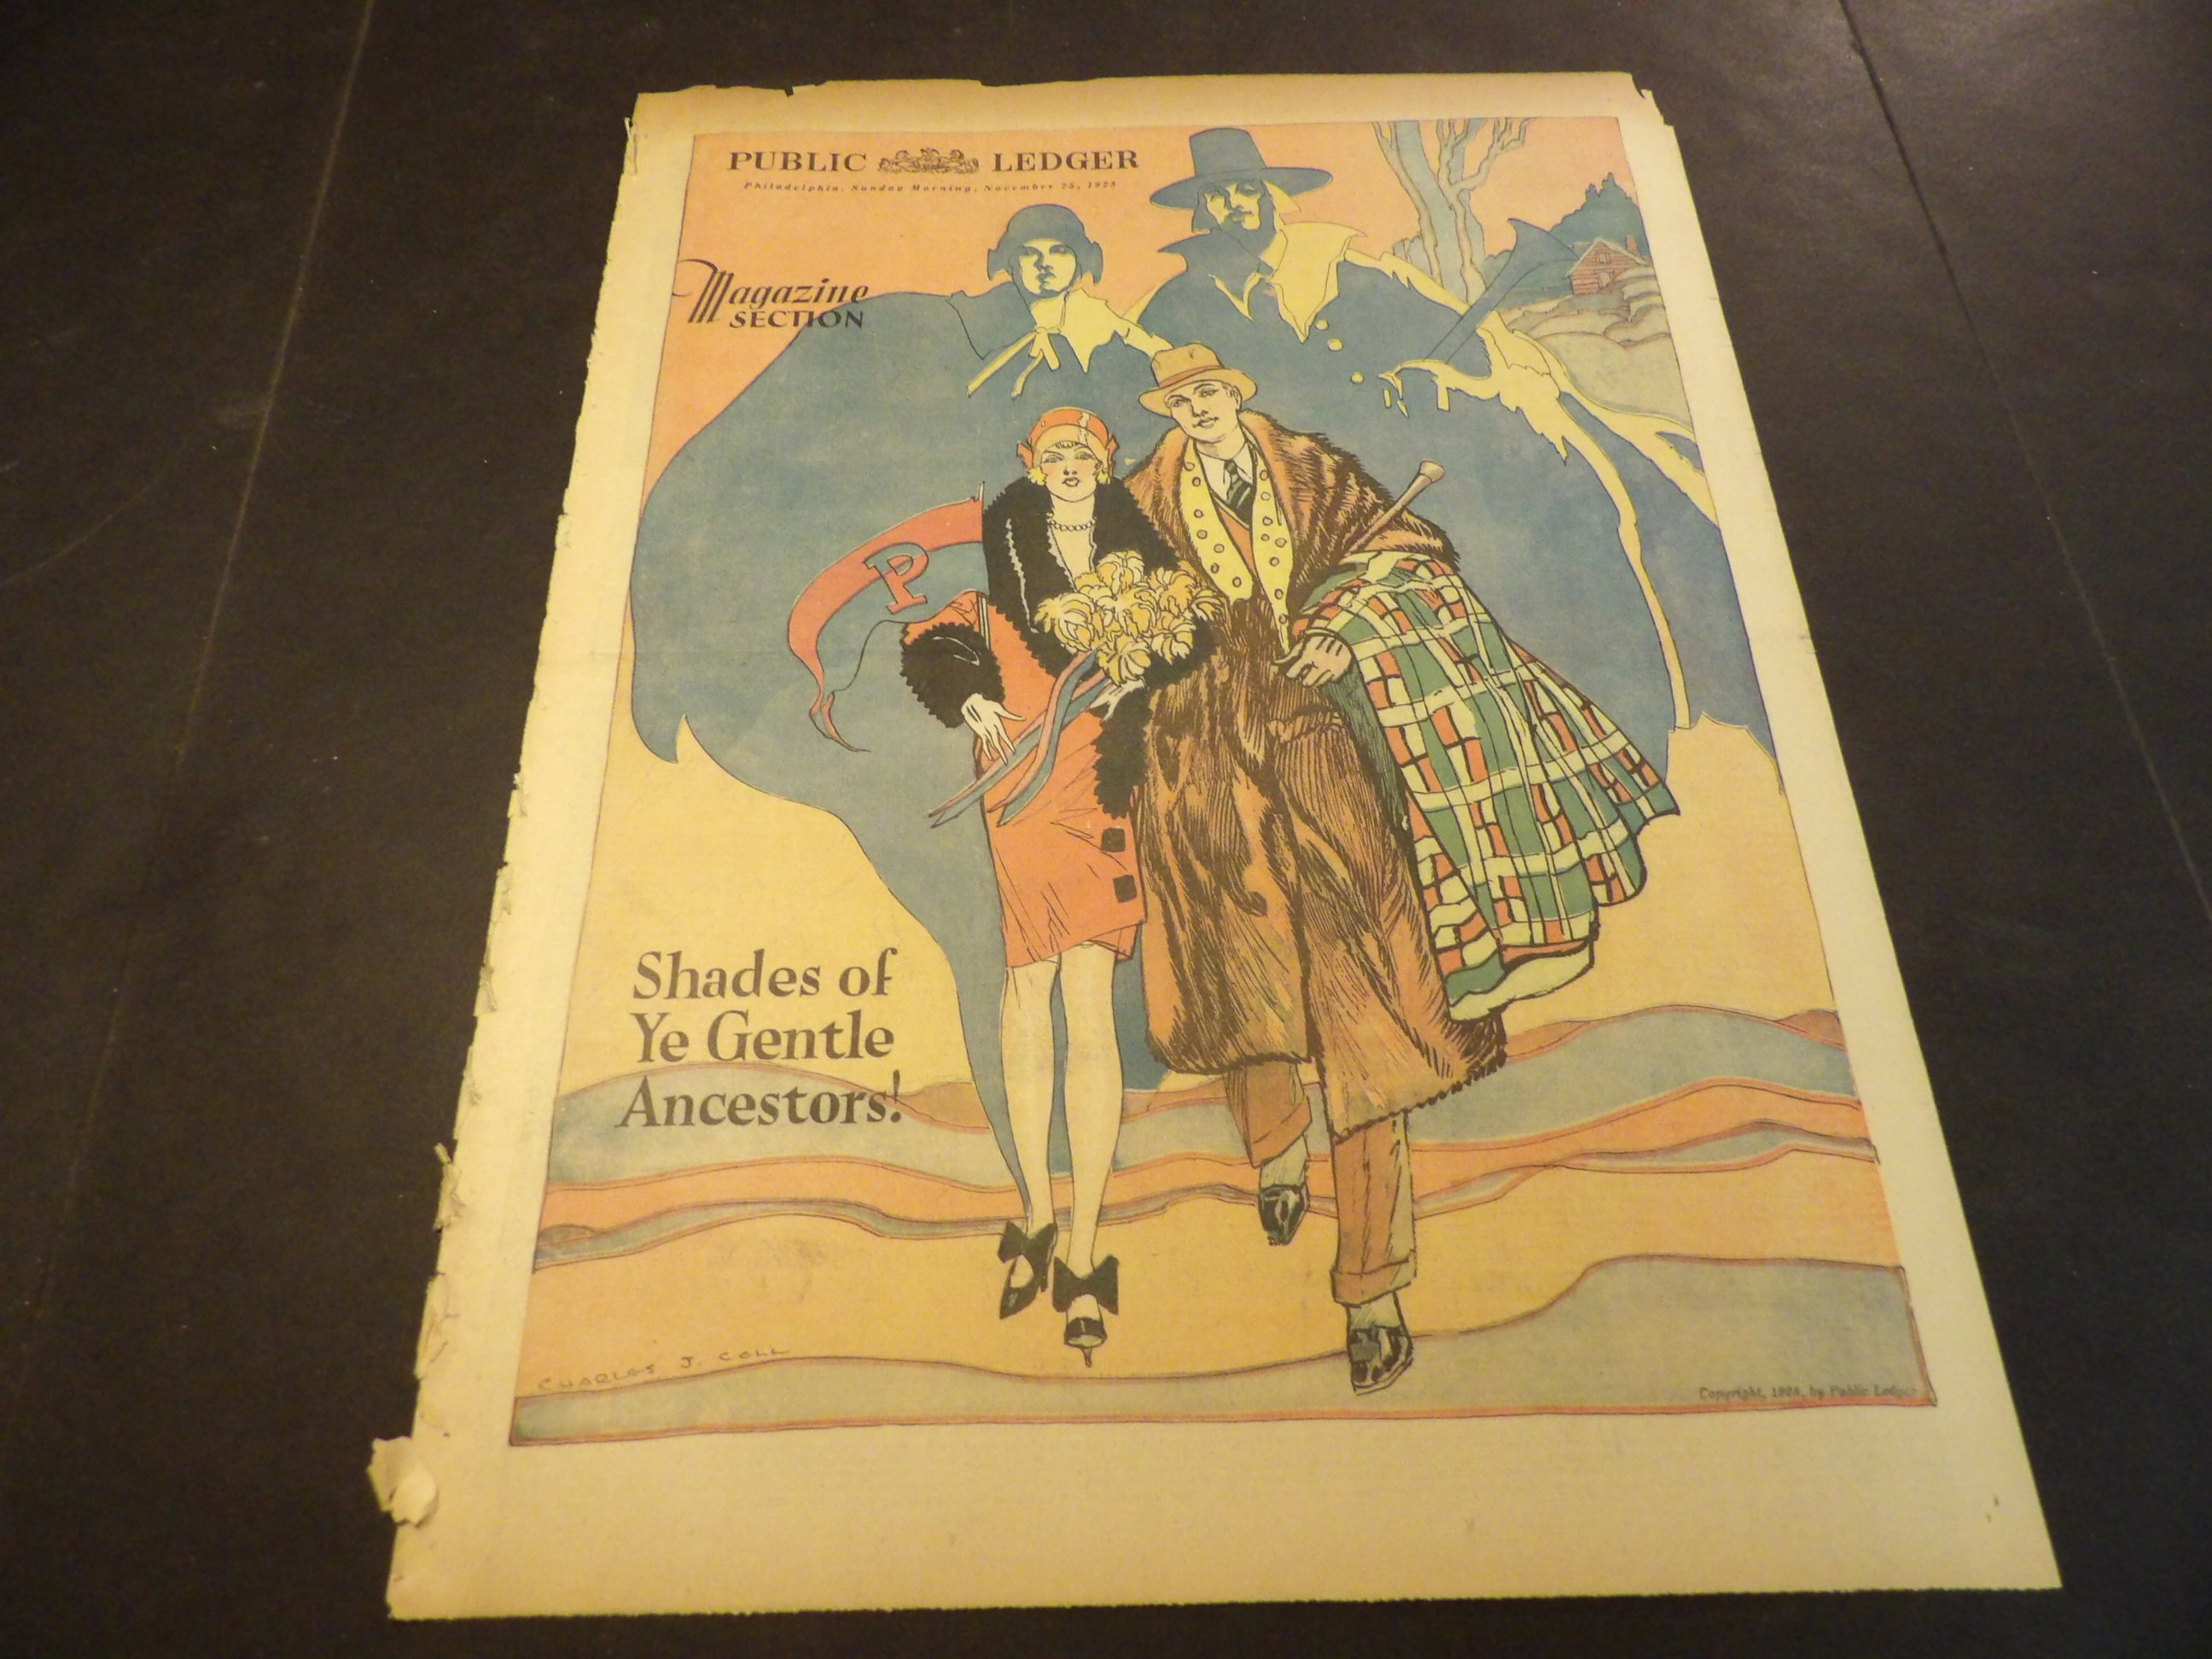 PUBLIC LEDGER
Philadelphia, Sunday Morning, November 25, 1928
Magazine
SECTION
P
Shades of
Ye Gentle
Ancestors!
CHARLES J. COLL
Copyright, 1928, by Public Ledger